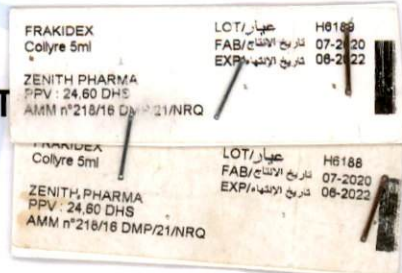 FRAKIDEX
Collyre 5ml
ZENITH PHARMA
PPV : 24,60 DHS
AMM n°218/16 DMP/21/NRQ
LOT/عيار H6188
FAB/تاريخ الانتاج 07-2020
EXP/تاريخ الانتهاء 06-2022
T
FRAKIDEX
Collyre 5ml
ZENITH PHARMA
PPV : 24,60 DHS
AMM n°218/16 DMP/21/NRQ
LOT/عيار H6188
FAB/تاريخ الانتاج 07-2020
EXP/تاريخ الانتهاء 06-2022